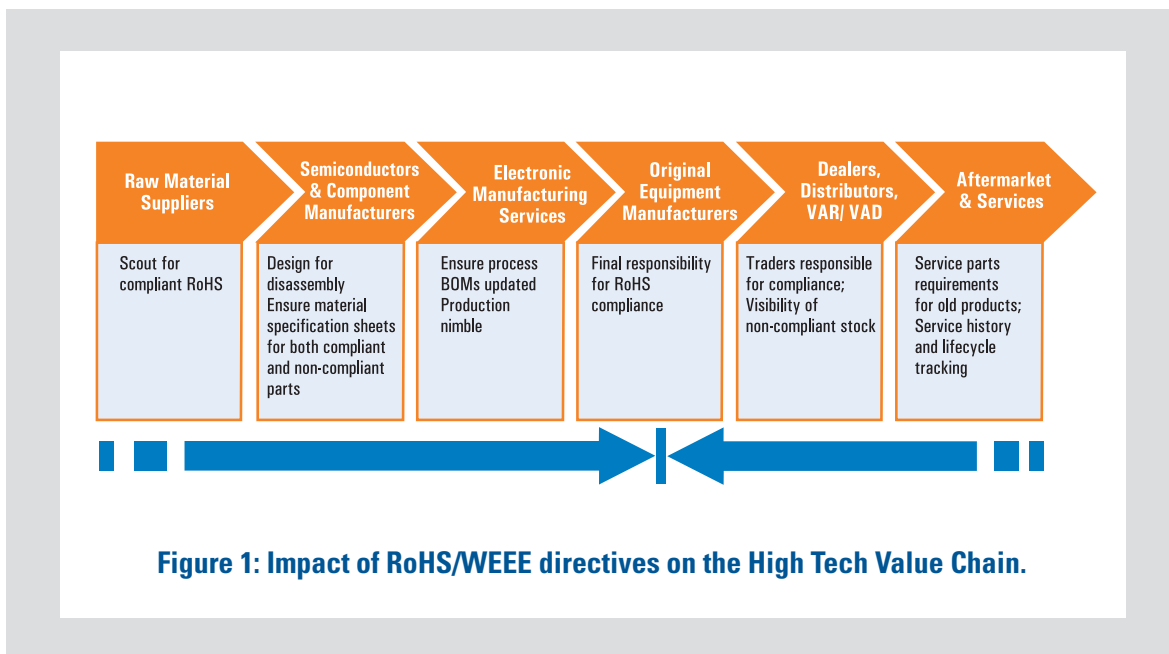 Raw Material
Suppliers
Semiconductors
& Component
Manufacturers
Electronic
Manufacturing
Services
Original
Equipment
Manufacturers
Dealers,
Distributors,
VAR/ VAD
Aftermarket
& Services
Scout for
compliant RoHS
Design for
disassembly
Ensure material
specification sheets
for both compliant
and non-compliant
parts
Ensure process
BOMs updated
Production
nimble
Final responsibility
for RoHS
compliance
Traders responsible
for compliance;
Visibility of
non-compliant stock
Service parts
requirements
for old products;
Service history
and lifecycle
tracking
Figure 1: Impact of RoHS/WEEE directives on the High Tech Value Chain.